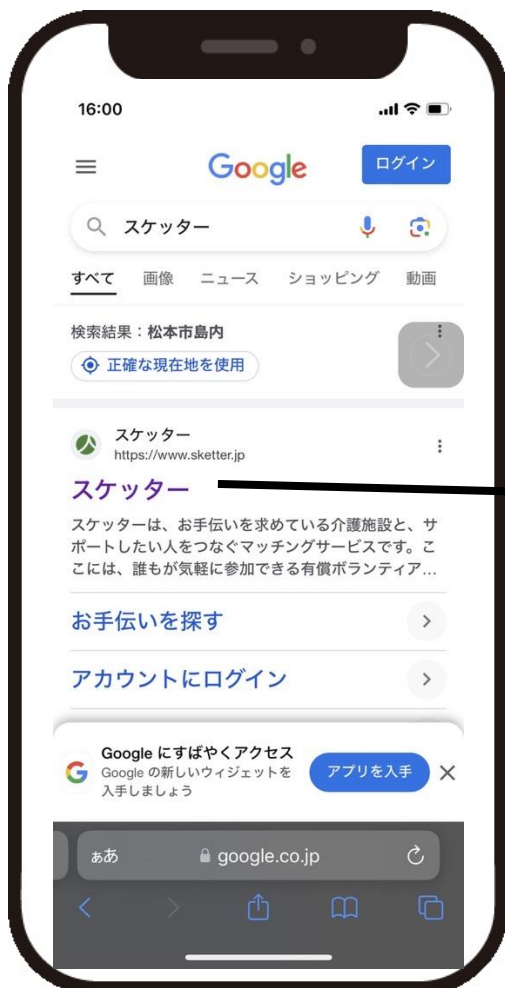 16:00
Google
ログイン
スケッター
すべて 画像 ニュース ショッピング 動画
検索結果：松本市島内
正確な現在地を使用
スケッター
https://www.sketter.jp
スケッター
スケッターは、お手伝いを求めている介護施設と、サ
ポートしたい人をつなぐマッチングサービスです。こ
こには、誰もが気軽に参加できる有償ボランティア...
お手伝いを探す
アカウントにログイン
Google にすばやくアクセス
Google の新しいウィジェットを
入手しましょう
アプリを入手
ぁあ google.co.jp